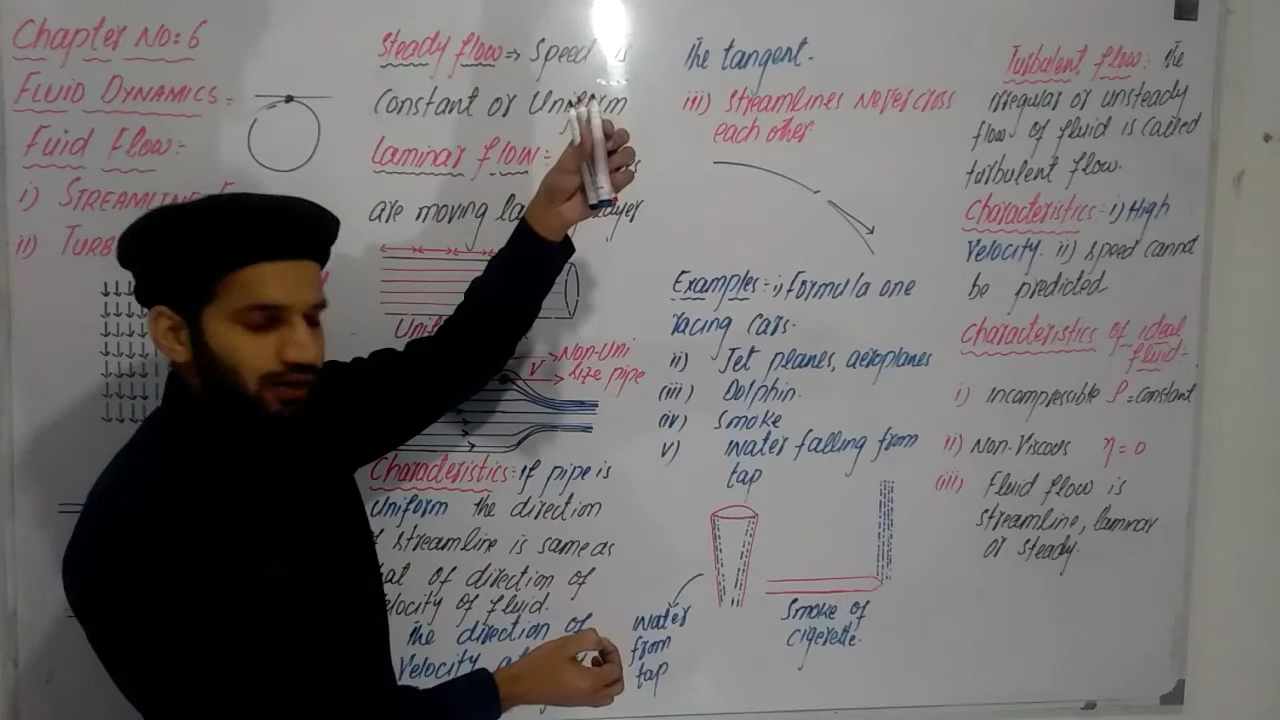 Chapter No: 6
FLUID DYNAMICS:
Fuid Flow:-
i) STREAMLINE F
ii) TURB
Steady flow => Speed is
Constant or Uniform
Laminar flow:
are moving la ayer
Unif
Non-Uni
V size pipe
Characteristics:- if pipe is
Uniform the direction
f streamline is same as
hat of direction of
elocity of fluid.
The direction of
Velocity at
the tangent.
iii) streamlines never cross
each other
Examples:- i) Formula one
racing cars.
ii) Jet planes, aeroplanes
(iii) Dolphin.
(iv) Smoke
v) water falling from
tap
water
from
tap
Smoke of
cigerette.
Turbulent flow: the
irregular or unsteady
flow of fluid is called
turbulent flow.
Characteristics:- i) High
Velocity. ii) speed cannot
be predicted
Characteristics of ideal
fluid:-
i) incompressible ρ = constant
ii) Non-Viscous η = 0
(iii) Fluid flow is
streamline, laminar
or steady.